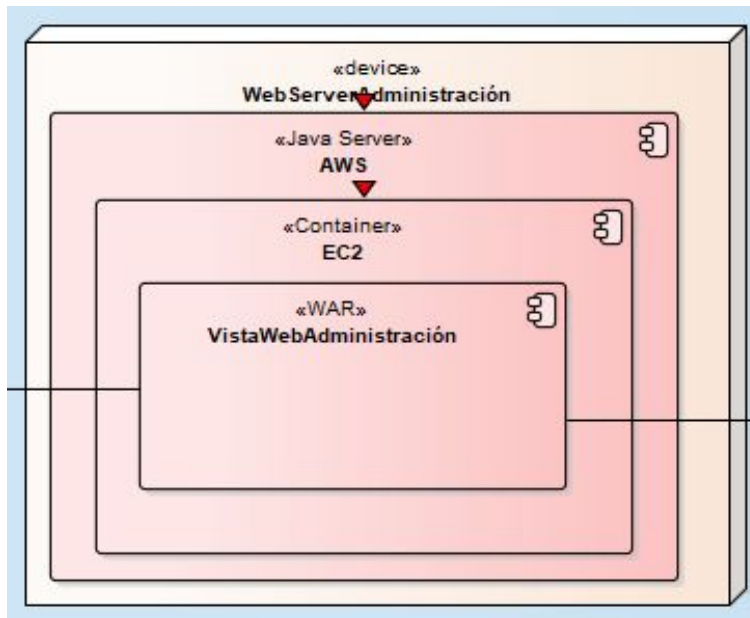 «device»
WebServerAdministración
«Java Server»
AWS
«Container»
EC2
«WAR»
VistaWebAdministración